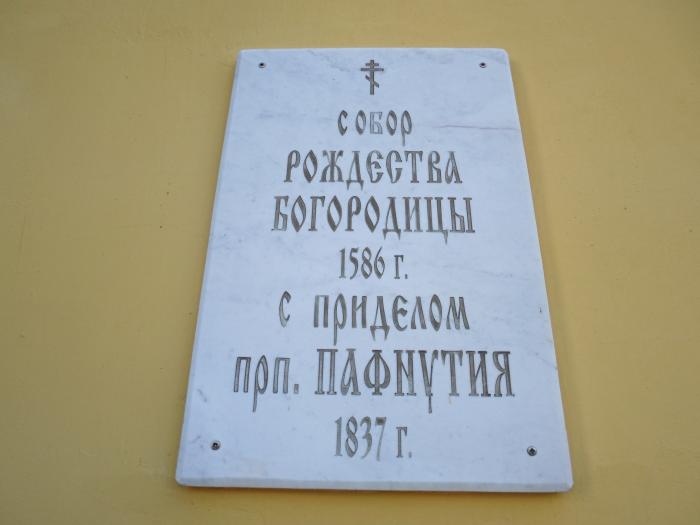 СОБОР
РОЖДЕСТВА
БОГОРОДИЦЫ
1586 г.
С ПРИДЕЛОМ
прп. ПАФНУТИЯ
1837 г.